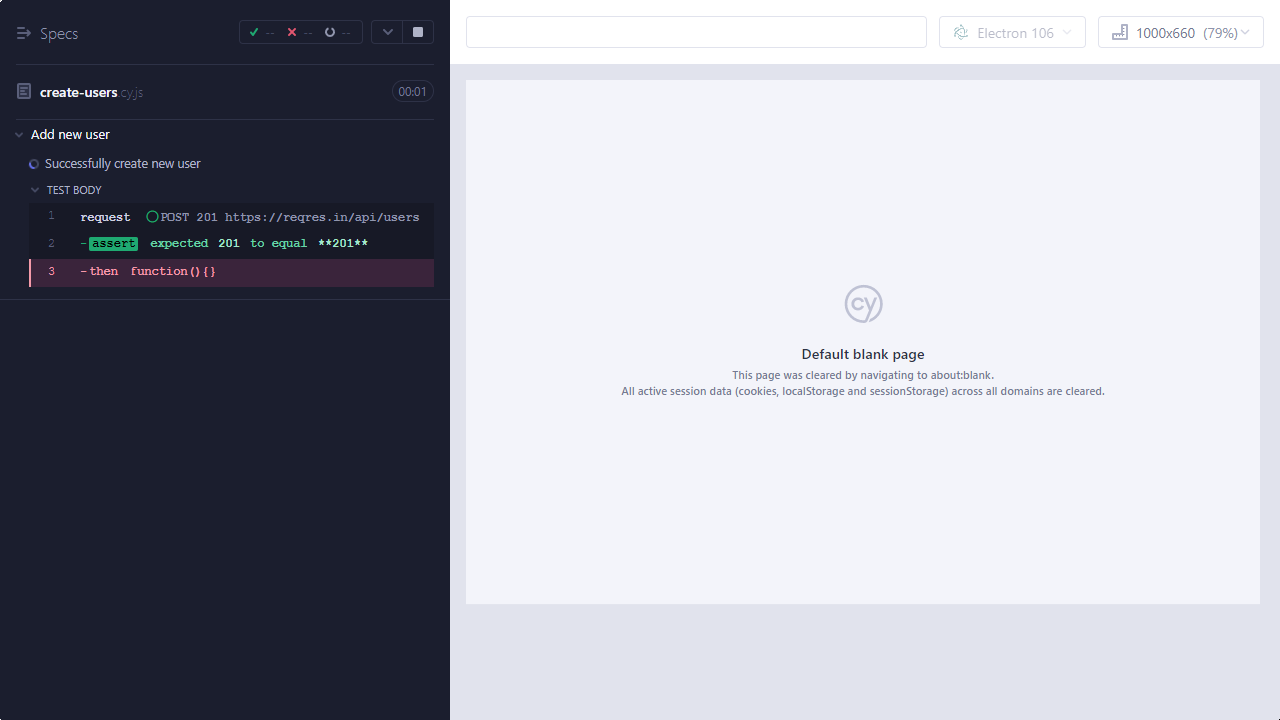 Specs
-- -- --
create-users.cy.js
00:01
Add new user
Successfully create new user
TEST BODY
1 request POST 201 https://reqres.in/api/users
2 -assert expected 201 to equal **201**
3 -then function(){}
Electron 106
1000x660 (79%)
cy
Default blank page
This page was cleared by navigating to about:blank.
All active session data (cookies, localStorage and sessionStorage) across all domains are cleared.